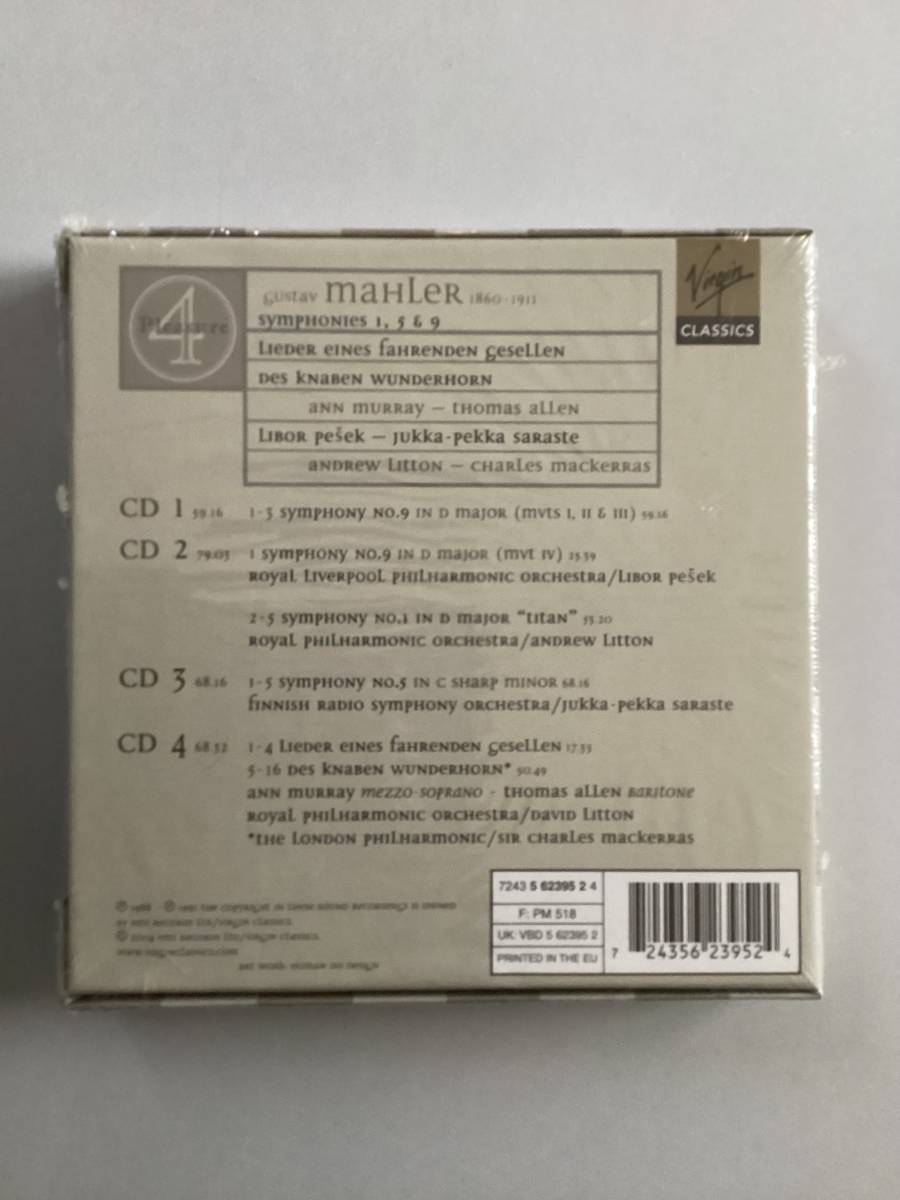 4
Pleasure
gustav mahler 1860-1911
symphonies 1, 5 & 9
Lieder eines fahrenden gesellen
des knaben wunderhorn
ann murray – thomas allen
Libor pešek – jukka-pekka saraste
andrew Litton – charles mackerras
Virgin
CLASSICS
CD 1 59.16 1-3 symphony no.9 in d major (mvts I, II & III) 59.16
CD 2 79.05 1 symphony no.9 in d major (mvt IV) 23.39
Royal Liverpool philharmonic orchestra/Libor pešek
2-5 symphony no.1 in d major "titan" 55.20
Royal philharmonic orchestra/andrew Litton
CD 3 68.16 1-5 symphony no.5 in c sharp minor 68.16
finnish radio symphony orchestra/jukka-pekka saraste
CD 4 68.32 1-4 Lieder eines fahrenden gesellen 17.33
5-16 des knaben wunderhorn* 50.49
ann murray mezzo-soprano - thomas allen baritone
Royal philharmonic orchestra/david Litton
*the London philharmonic/sir charles mackerras
7243 5 62395 2 4
F: PM 518
UK: VBD 5 62395 2
PRINTED IN THE EU
7 24356 23952 4
www.virginclassics.com